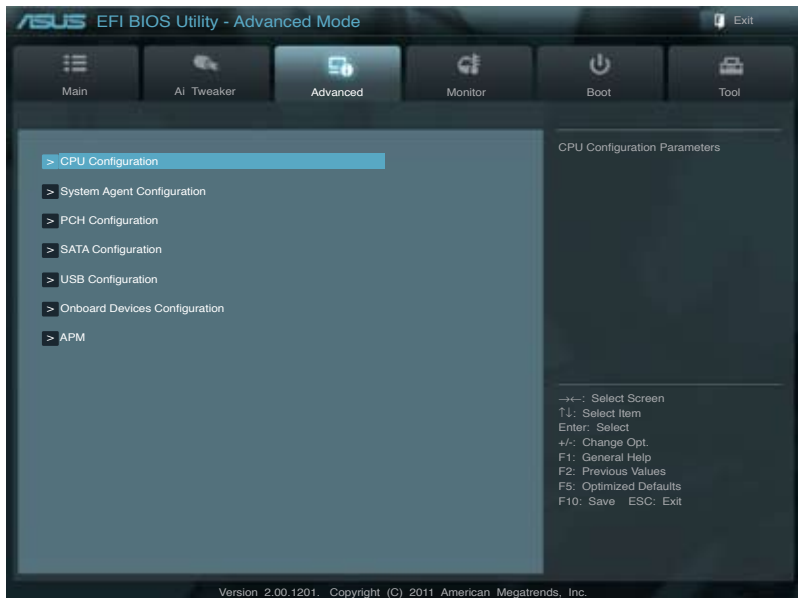 ASUS EFI BIOS Utility - Advanced Mode
Exit
Main
Ai Tweaker
Advanced
Monitor
Boot
Tool
> CPU Configuration
> System Agent Configuration
> PCH Configuration
> SATA Configuration
> USB Configuration
> Onboard Devices Configuration
> APM
CPU Configuration Parameters
→←: Select Screen
↑↓: Select Item
Enter: Select
+/-: Change Opt.
F1: General Help
F2: Previous Values
F5: Optimized Defaults
F10: Save ESC: Exit
Version 2.00.1201. Copyright (C) 2011 American Megatrends, Inc.